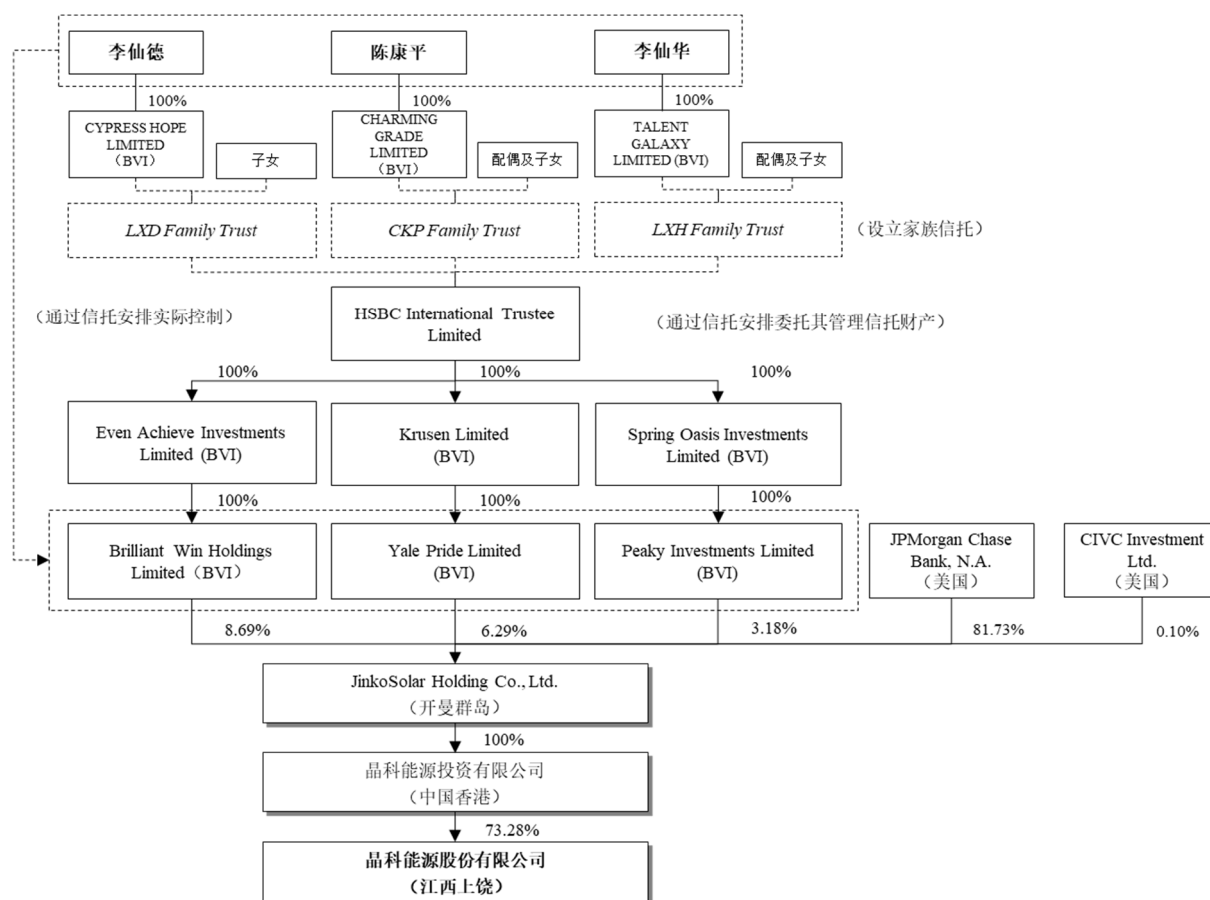 李仙德
陈康平
李仙华
100%
100%
100%
CYPRESS HOPE
LIMITED
（BVI）
子女
CHARMING
GRADE
LIMITED
（BVI）
配偶及子女
TALENT
GALAXY
LIMITED (BVI)
配偶及子女
LXD Family Trust
CKP Family Trust
LXH Family Trust
（设立家族信托）
HSBC International Trustee
Limited
（通过信托安排实际控制）
（通过信托安排委托其管理信托财产）
100%
100%
100%
Even Achieve Investments
Limited (BVI)
Krusen Limited
(BVI)
Spring Oasis Investments
Limited (BVI)
100%
100%
100%
Brilliant Win Holdings
Limited（BVI）
Yale Pride Limited
(BVI)
Peaky Investments Limited
(BVI)
JPMorgan Chase
Bank, N.A.
（美国）
CIVC Investment
Ltd.
（美国）
8.69%
6.29%
3.18%
81.73%
0.10%
JinkoSolar Holding Co., Ltd.
（开曼群岛）
100%
晶科能源投资有限公司
（中国香港）
73.28%
晶科能源股份有限公司
（江西上饶）